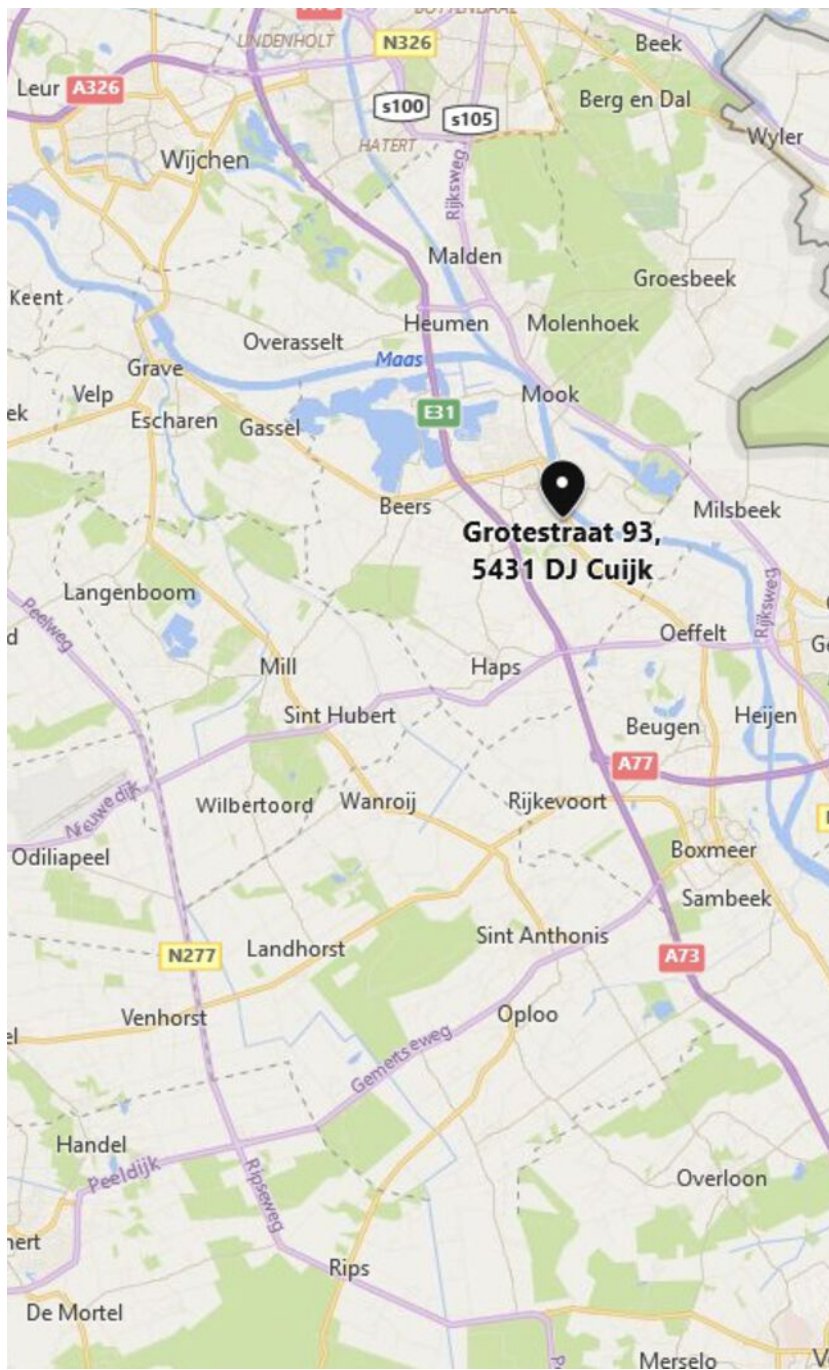 LINDENHOLT
N326
Beek
Leur
A326
s100
s105
Berg en Dal
HATERT
Wyler
Wijchen
Rijksweg
Malden
Groesbeek
Keent
Heumen
Molenhoek
Overasselt
Maas
Grave
Velp
Mook
E31
Escharen
Gassel
Beers
Milsbeek
Grotestraat 93,
5431 DJ Cuijk
Langenboom
Peelweg
Rijksweg
Oeffelt
Mill
Haps
Sint Hubert
Beugen
Heijen
A77
Nieuwedijk
Wilbertoord
Wanroij
Rijkevoort
Odiliapeel
Boxmeer
Sambeek
Sint Anthonis
Landhorst
N277
A73
Venhorst
Oploo
Gemertseweg
Handel
Peeldijk
Ripseweg
Overloon
Rips
De Mortel
Merselo